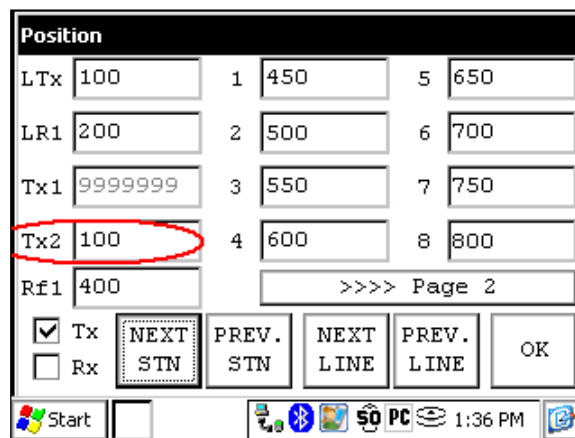 Position
LTx 100 1 450 5 650
LR1 200 2 500 6 700
Tx1 9999999 3 550 7 750
Tx2 100 4 600 8 800
Rf1 400 >>>> Page 2
Tx
Rx
NEXT STN
PREV. STN
NEXT LINE
PREV. LINE
OK
Start 50 PC 1:36 PM